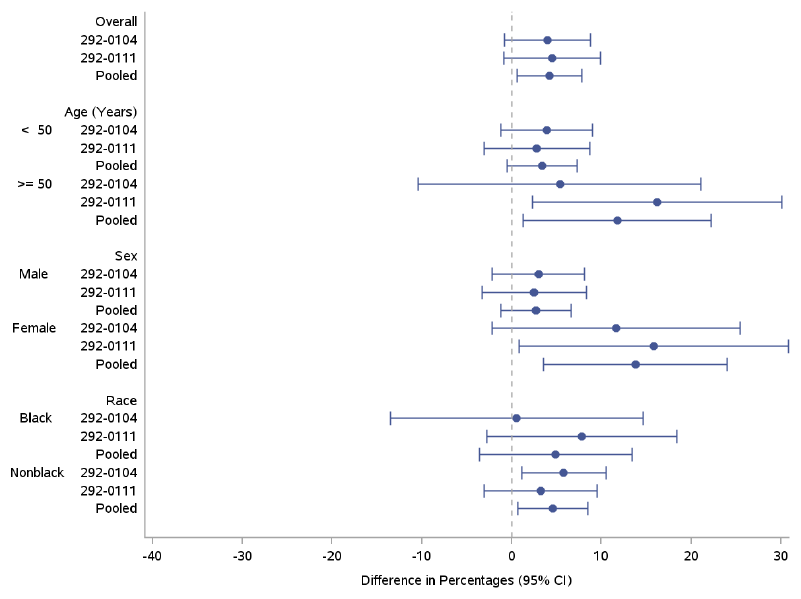 Overall
292-0104
292-0111
Pooled
Age (Years)
< 50 292-0104
292-0111
Pooled
>= 50 292-0104
292-0111
Pooled
Sex
Male 292-0104
292-0111
Pooled
Female 292-0104
292-0111
Pooled
Race
Black 292-0104
292-0111
Pooled
Nonblack 292-0104
292-0111
Pooled
-40 -30 -20 -10 0 10 20 30
Difference in Percentages (95% CI)